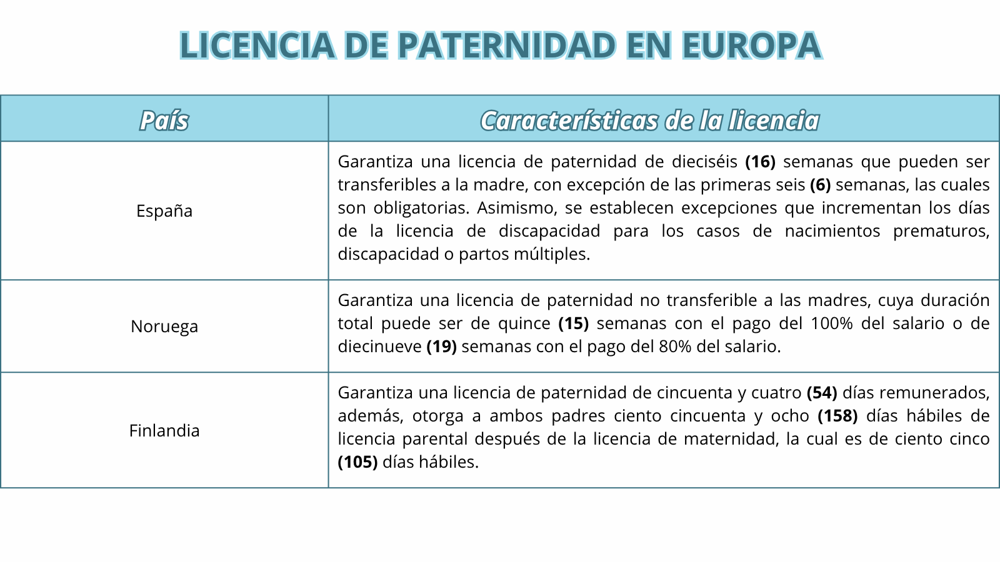 LICENCIA DE PATERNIDAD EN EUROPA
País
Características de la licencia
España
Garantiza una licencia de paternidad de dieciséis (16) semanas que pueden ser
transferibles a la madre, con excepción de las primeras seis (6) semanas, las cuales
son obligatorias. Asimismo, se establecen excepciones que incrementan los días
de la licencia de discapacidad para los casos de nacimientos prematuros,
discapacidad o partos múltiples.
Noruega
Garantiza una licencia de paternidad no transferible a las madres, cuya duración
total puede ser de quince (15) semanas con el pago del 100% del salario o de
diecinueve (19) semanas con el pago del 80% del salario.
Finlandia
Garantiza una licencia de paternidad de cincuenta y cuatro (54) días remunerados,
además, otorga a ambos padres ciento cincuenta y ocho (158) días hábiles de
licencia parental después de la licencia de maternidad, la cual es de ciento cinco
(105) días hábiles.